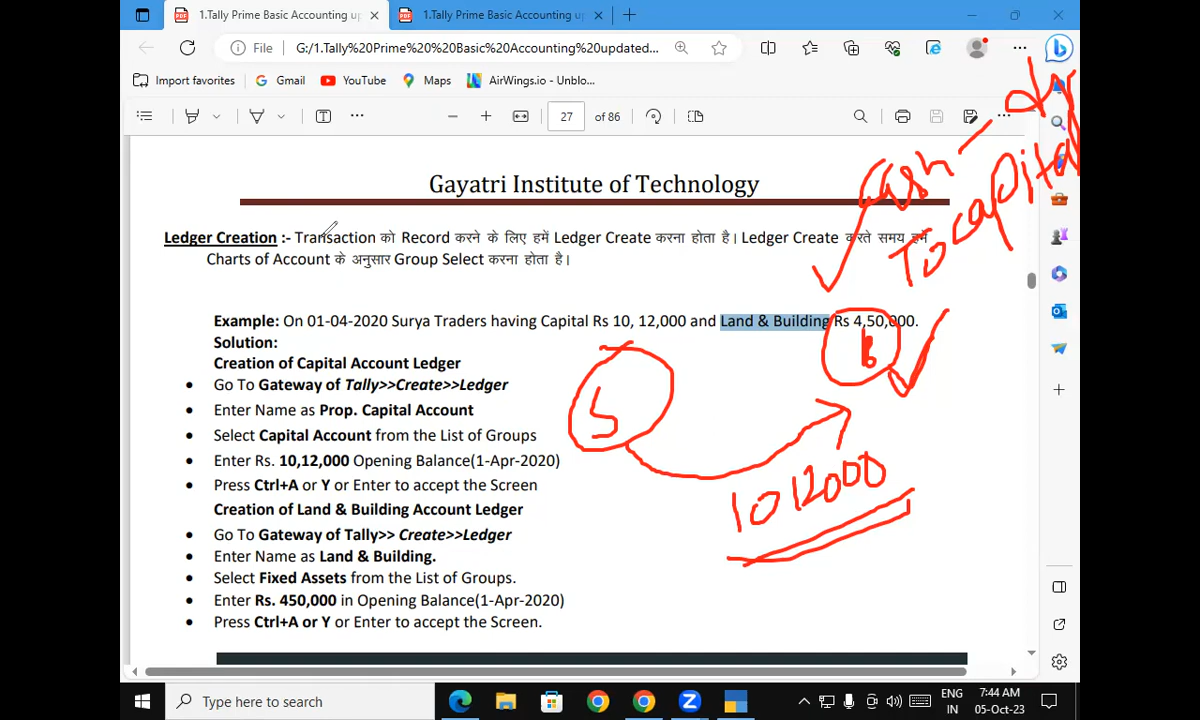 1.Tally Prime Basic Accounting up 1.Tally Prime Basic Accounting up
File G:/1.Tally%20Prime%20%20Basic%20Accounting%20updated...
Import favorites Gmail YouTube Maps AirWings.io - Unblo...
27 of 86
Gayatri Institute of Technology
Ledger Creation :- Transaction को Record करने के लिए हमें Ledger Create करना होता है। Ledger Create करते समय हमें
Charts of Account के अनुसार Group Select करना होता है।
Cash - dr
To capital
Example: On 01-04-2020 Surya Traders having Capital Rs 10, 12,000 and Land & Building Rs 4,50,000.
Solution:
Creation of Capital Account Ledger
• Go To Gateway of Tally>>Create>>Ledger
• Enter Name as Prop. Capital Account
• Select Capital Account from the List of Groups
• Enter Rs. 10,12,000 Opening Balance(1-Apr-2020)
• Press Ctrl+A or Y or Enter to accept the Screen
S
B
1012000
Creation of Land & Building Account Ledger
• Go To Gateway of Tally>> Create>>Ledger
• Enter Name as Land & Building.
• Select Fixed Assets from the List of Groups.
• Enter Rs. 450,000 in Opening Balance(1-Apr-2020)
• Press Ctrl+A or Y or Enter to accept the Screen.
Type here to search
ENG
IN
7:44 AM
05-Oct-23